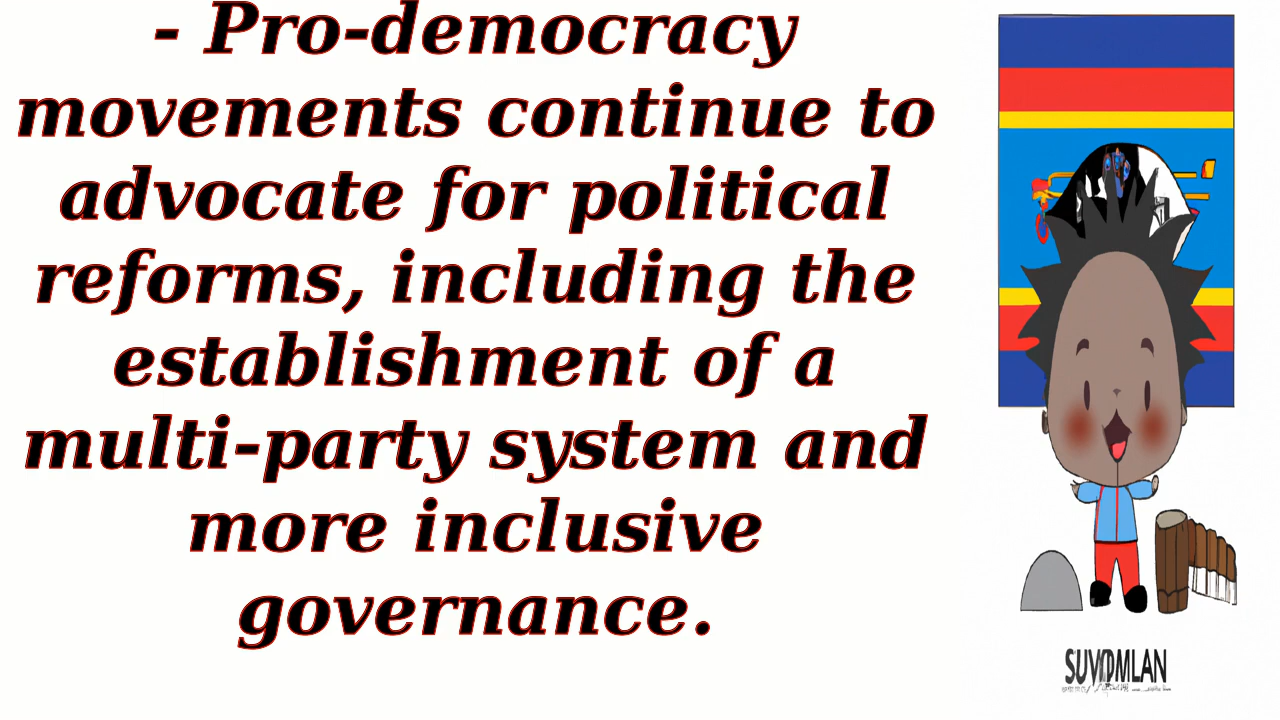 - Pro-democracy
movements continue to
advocate for political
reforms, including the
establishment of a
multi-party system and
more inclusive
governance.